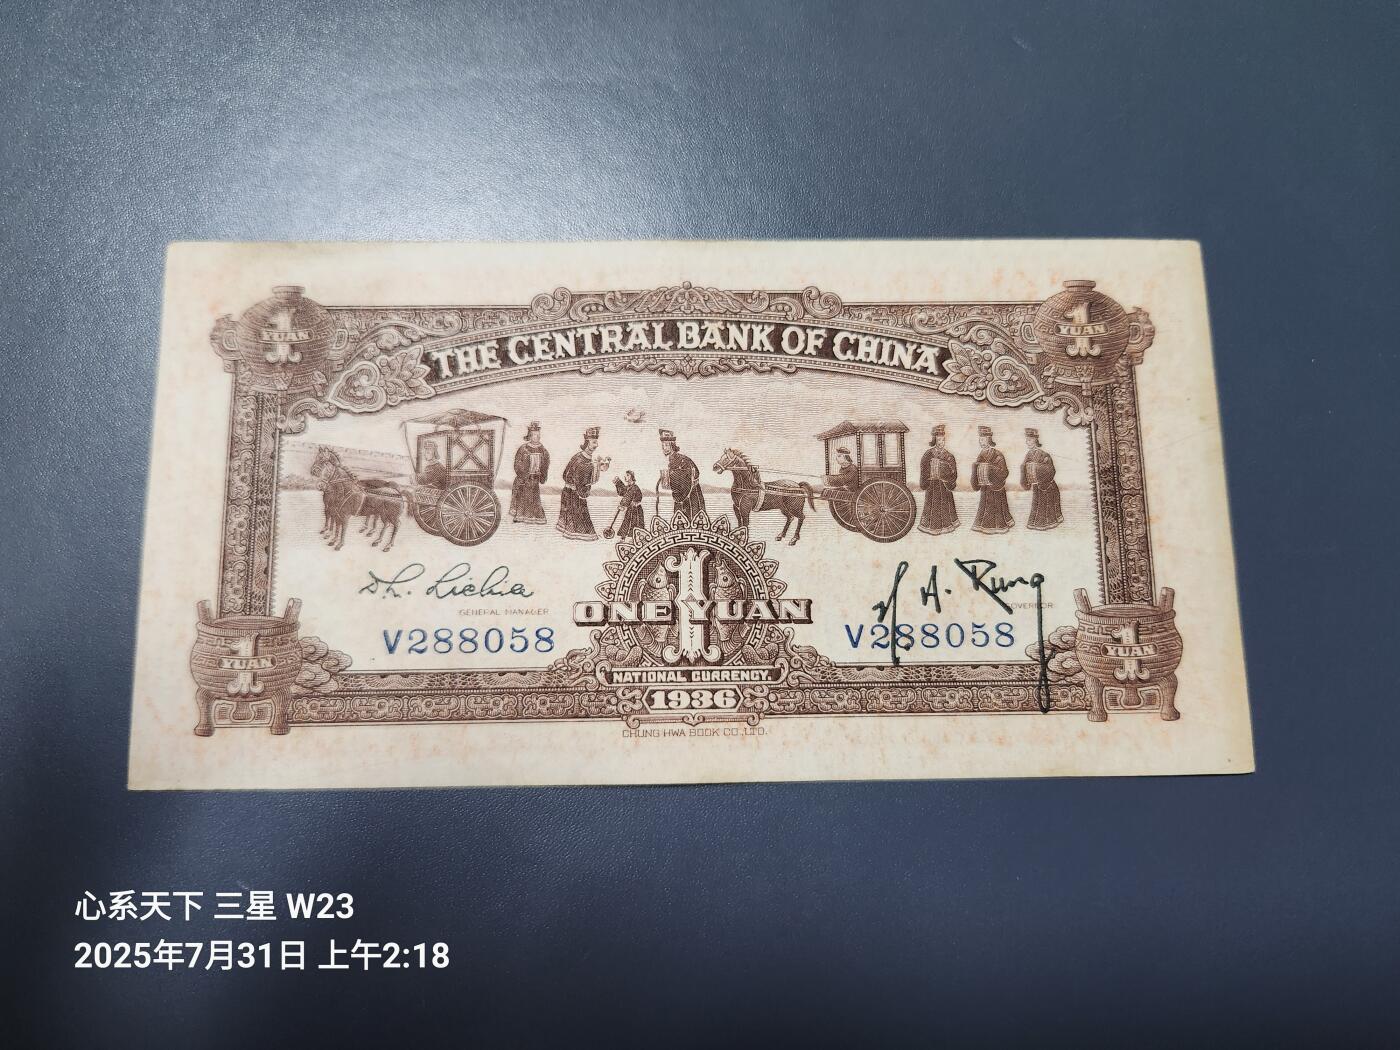 THE CENTRAL BANK OF CHINA
1 YUAN
1 YUAN
GENERAL MANAGER
GOVERNOR
V288058
V288058
ONE 1 YUAN
1 YUAN
1 YUAN
NATIONAL CURRENCY.
1936
CHUNG HWA BOOK CO.,LTD.
心系天下 三星 W23
2025年7月31日 上午2:18